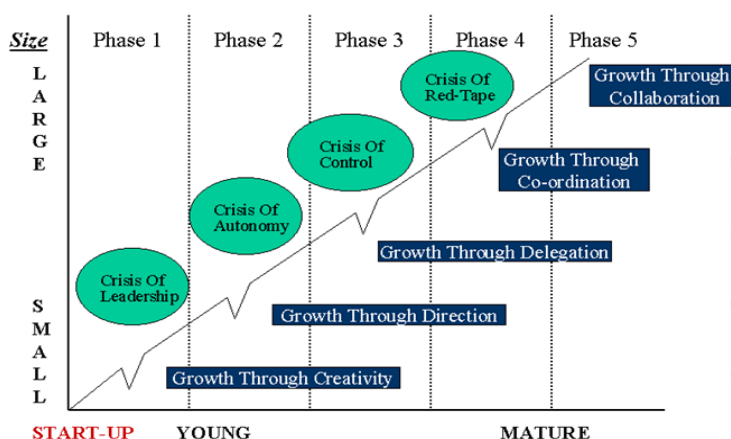 Size
Phase 1
Phase 2
Phase 3
Phase 4
Phase 5
LARGE
SMALL
Crisis Of
Red-Tape
Growth Through
Collaboration
Crisis Of
Control
Growth Through
Co-ordination
Crisis Of
Autonomy
Growth Through Delegation
Crisis Of
Leadership
Growth Through Direction
Growth Through Creativity
START-UP
YOUNG
MATURE